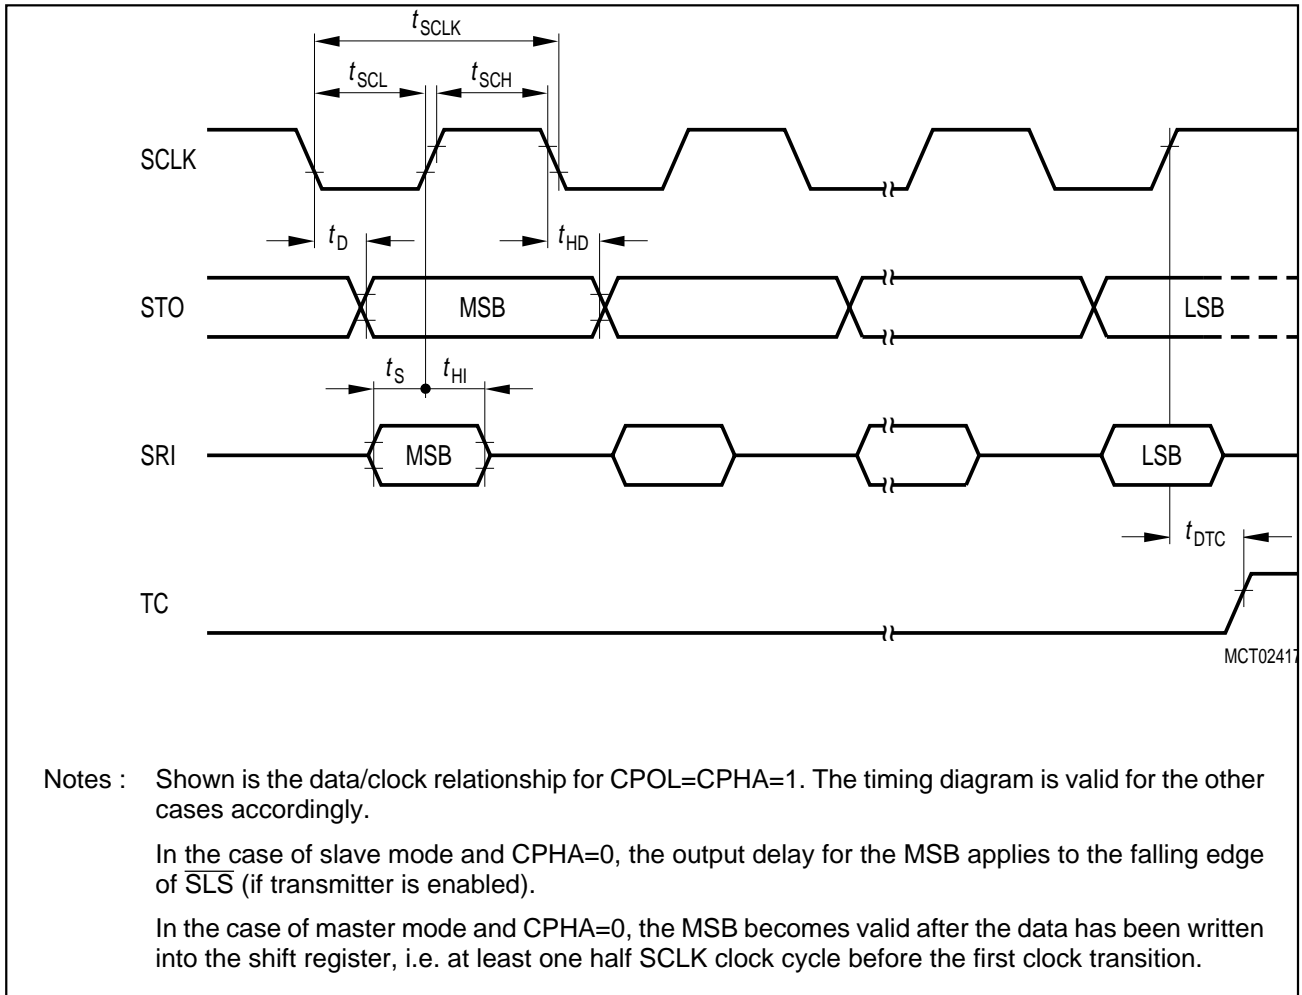 tSCLK
tSCL
tSCH
SCLK
tD
tHD
STO
MSB
LSB
tS
tHI
SRI
MSB
LSB
tDTC
TC
MCT02417
Notes : Shown is the data/clock relationship for CPOL=CPHA=1. The timing diagram is valid for the other
cases accordingly.
In the case of slave mode and CPHA=0, the output delay for the MSB applies to the falling edge
of SLS (if transmitter is enabled).
In the case of master mode and CPHA=0, the MSB becomes valid after the data has been written
into the shift register, i.e. at least one half SCLK clock cycle before the first clock transition.